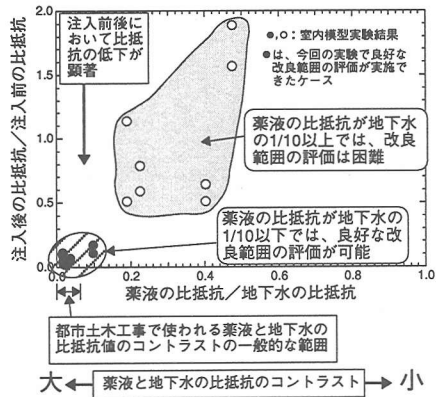 2.0
1.5
1.0
0.5
0.0
注入後の比抵抗/注入前の比抵抗
注入前後に
おいて比抵
抗の低下が
顕著
●,○:室内模型実験結果
●は、今回の実験で良好な
改良範囲の評価が実施で
きたケース
薬液の比抵抗が地下水
の1/10以上では、改良
範囲の評価は困難
薬液の比抵抗が地下水の
1/10以下では、良好な改
良範囲の評価が可能
0.0 0.2 0.4 0.6 0.8 1.0
薬液の比抵抗/地下水の比抵抗
都市土木工事で使われる薬液と地下水の
比抵抗値のコントラストの一般的な範囲
大 薬液と地下水の比抵抗のコントラスト 小